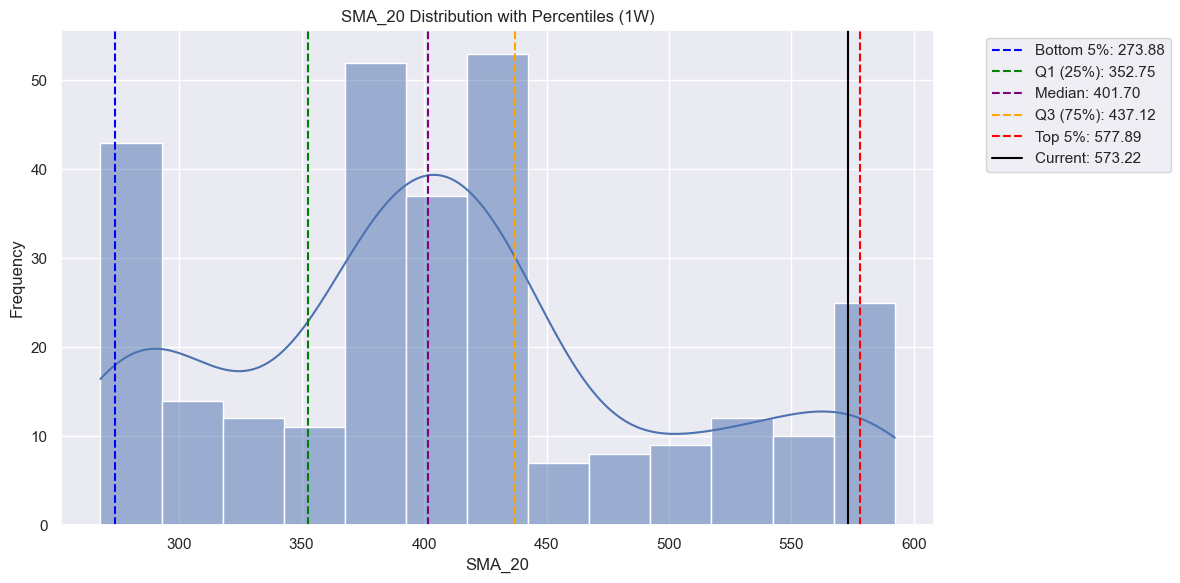 SMA_20 Distribution with Percentiles (1W)
Bottom 5%: 273.88
Q1 (25%): 352.75
Median: 401.70
Q3 (75%): 437.12
Top 5%: 577.89
Current: 573.22
Frequency
50
40
30
20
10
0
300 350 400 450 500 550 600
SMA_20